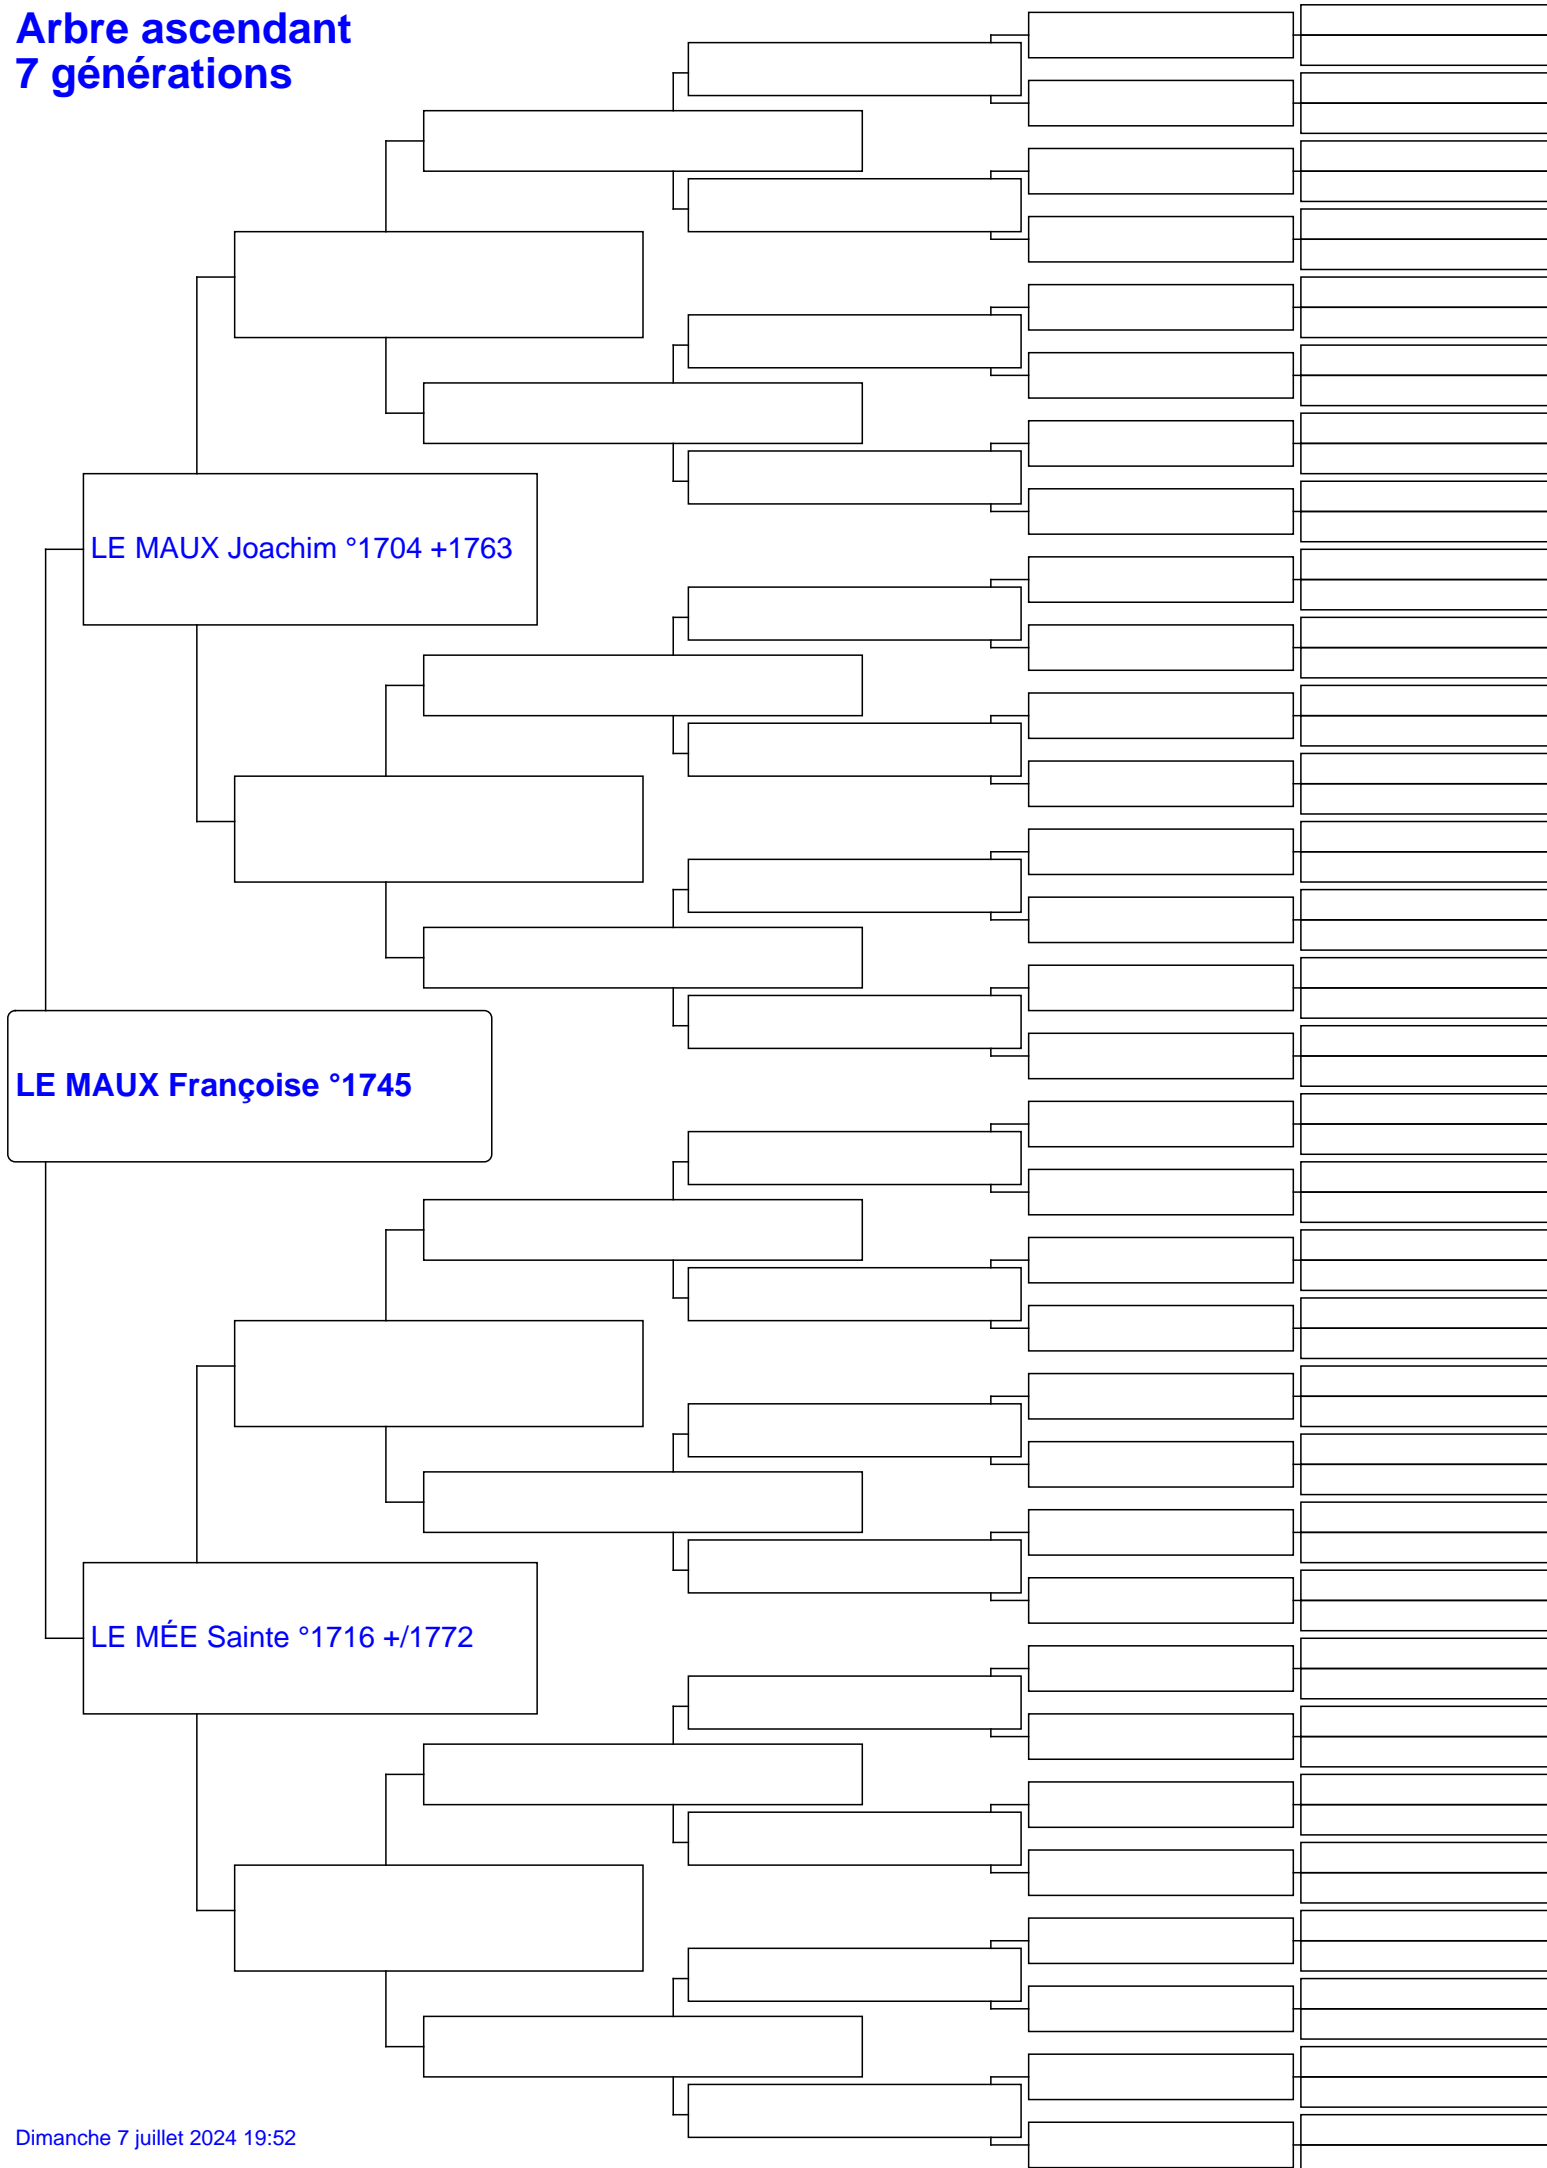 Arbre ascendant
7 générations
LE MAUX Joachim °1704 +1763
LE MAUX Françoise °1745
LE MÉE Sainte °1716 +/1772
Dimanche 7 juillet 2024 19:52